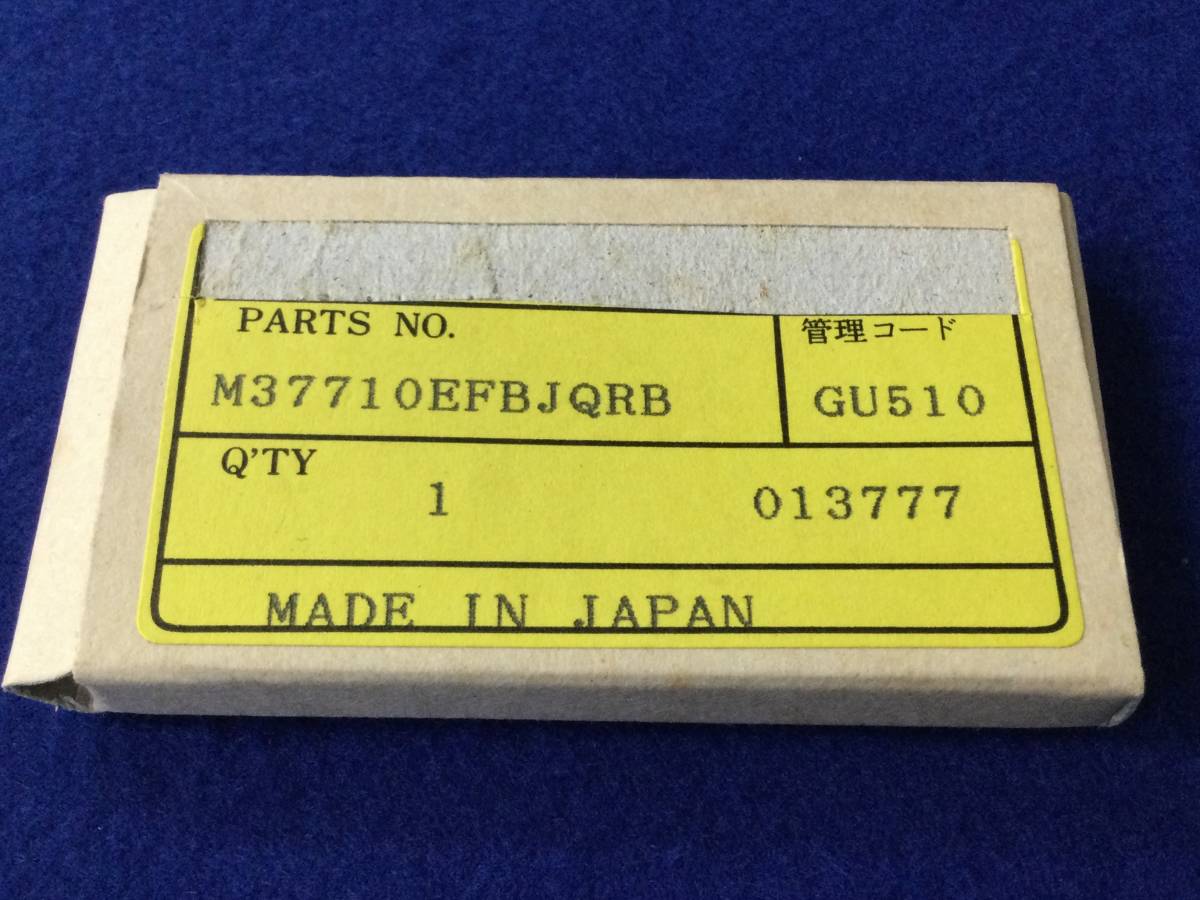 PARTS NO.
管理コード
M37710EFBJQRB
GU510
Q'TY
1
013777
MADE IN JAPAN